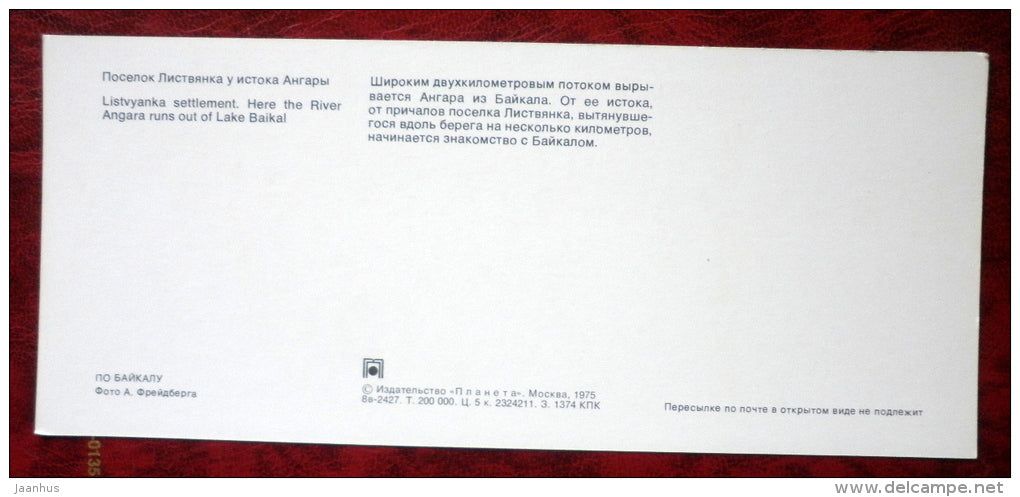 Поселок Листвянка у истока Ангары
Listvyanka settlement. Here the River
Angara runs out of Lake Baikal
Широким двухкилометровым потоком выры-
вается Ангара из Байкала. От ее истока,
от причалов поселка Листвянка, вытянувше-
гося вдоль берега на несколько километров,
начинается знакомство с Байкалом.
ПО БАЙКАЛУ
Фото А. Фрейдберга
© Издательство «Планета». Москва, 1975
8в-2427. Т. 200 000. Ц. 5 к. 2324211. З. 1374 КПК
Пересылке по почте в открытом виде не подлежит
-0135
jaanhus
delcampe.net